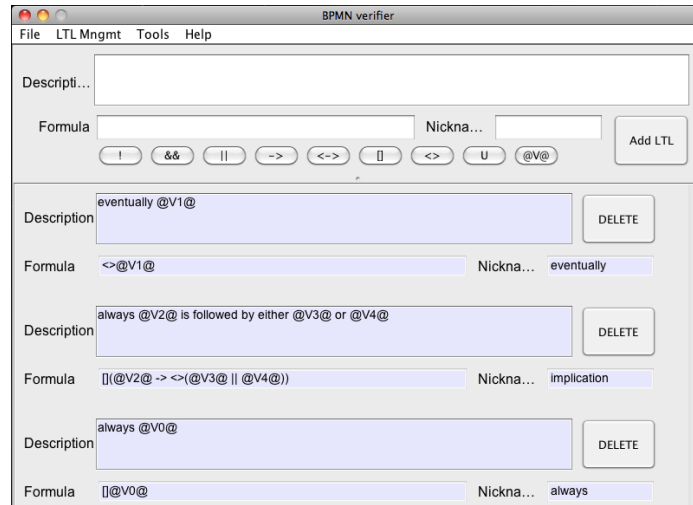 BPMN verifier
File LTL Mngmt Tools Help
Descripti...
Formula Nickna...
! && || -> <-> [] <> U @V@
Add LTL
eventually @V1@
Description DELETE
Formula <>@V1@ Nickna... eventually
always @V2@ is followed by either @V3@ or @V4@
Description DELETE
Formula [](@V2@ -> <>(@V3@ || @V4@)) Nickna... implication
always @V0@
Description DELETE
Formula []@V0@ Nickna... always